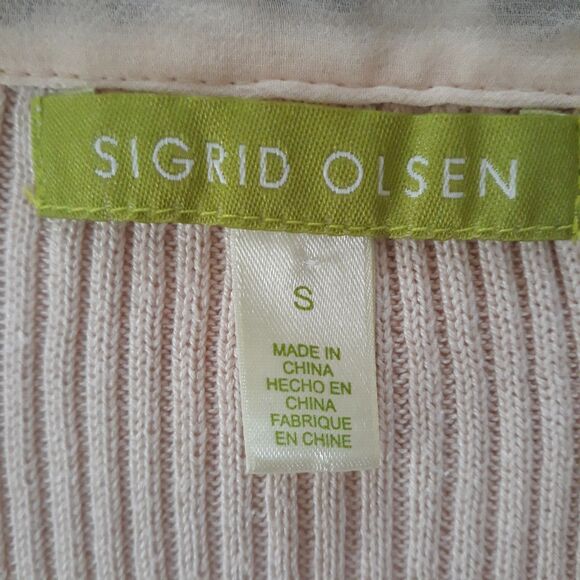 SIGRID OLSEN
S
MADE IN
CHINA
HECHO EN
CHINA
FABRIQUE
EN CHINE